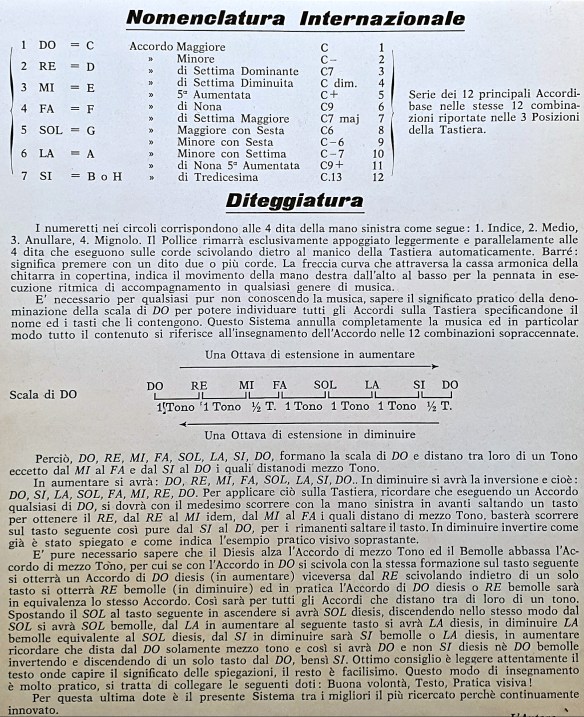 Nomenclatura Internazionale
1 DO = C Accordo Maggiore C 1
» Minore C− 2
2 RE = D » di Settima Dominante C7 3
3 MI = E » di Settima Diminuita C dim. 4
» 5ª Aumentata C+ 5
4 FA = F » di Nona C9 6
» di Settima Maggiore C7 maj 7
5 SOL = G » Maggiore con Sesta C6 8
» Minore con Sesta C−6 9
6 LA = A » Minore con Settima C−7 10
» di Nona 5ª Aumentata C9+ 11
7 SI = B o H » di Tredicesima C.13 12
Serie dei 12 principali Accordi-
base nelle stesse 12 combina-
zioni riportate nelle 3 Posizioni
della Tastiera.
Diteggiatura
I numeretti nei circoli corrispondono alle 4 dita della mano sinistra come segue: 1. Indice, 2. Medio,
3. Anullare, 4. Mignolo. Il Pollice rimarrà esclusivamente appoggiato leggermente e parallelamente alle
4 dita che eseguono sulle corde scivolando dietro al manico della Tastiera automaticamente. Barré:
significa premere con un dito due o più corde. La freccia curva che attraversa la cassa armonica della
chitarra in copertina, indica il movimento della mano destra dall'alto al basso per la pennata in ese-
cuzione ritmica di accompagnamento in qualsiasi genere di musica.
E' necessario per qualsiasi pur non conoscendo la musica, sapere il significato pratico della deno-
minazione della scala di DO per potere individuare tutti gli Accordi sulla Tastiera specificandone il
nome ed i tasti che li contengono. Questo Sistema annulla completamente la musica ed in particolar
modo tutto il contenuto si riferisce all'insegnamento dell'Accordo nelle 12 combinazioni sopraccennate.
Una Ottava di estensione in aumentare
Scala di DO
DO RE MI FA SOL LA SI DO
1 Tono 1 Tono ½ T. 1 Tono 1 Tono 1 Tono ½ T.
Una Ottava di estensione in diminuire
Perciò, DO, RE, MI, FA, SOL, LA, SI, DO, formano la scala di DO e distano tra loro di un Tono
eccetto dal MI al FA e dal SI al DO i quali distanodi mezzo Tono.
In aumentare si avrà: DO, RE, MI, FA, SOL, LA, SI, DO.. In diminuire si avrà la inversione e cioè:
DO, SI, LA, SOL, FA, MI, RE, DO. Per applicare ciò sulla Tastiera, ricordare che eseguendo un Accordo
qualsiasi di DO, si dovrà con il medesimo scorrere con la mano sinistra in avanti saltando un tasto
per ottenere il RE, dal RE al MI idem, dal MI al FA i quali distano di mezzo Tono, basterà scorrere
sul tasto seguente così pure dal SI al DO, per i rimanenti saltare il tasto. In diminuire invertire come
già è stato spiegato e come indica l'esempio pratico visivo soprastante.
E' pure necessario sapere che il Diesis alza l'Accordo di mezzo Tono ed il Bemolle abbassa l'Ac-
cordo di mezzo Tono, per cui se con l'Accordo in DO si scivola con la stessa formazione sul tasto seguente
si otterrà un Accordo di DO diesis (in aumentare) viceversa dal RE scivolando indietro di un solo
tasto si otterrà RE bemolle (in diminuire) ed in pratica l'Accordo di DO diesis o RE bemolle sarà
in equivalenza lo stesso Accordo. Così sarà per tutti gli Accordi che distano tra di loro di un tono.
Spostando il SOL al tasto seguente in ascendere si avrà SOL diesis, discendendo nello stesso modo dal
SOL si avrà SOL bemolle, dal LA in aumentare al seguente tasto si avrà LA diesis, in diminuire LA
bemolle equivalente al SOL diesis, dal SI in diminuire sarà SI bemolle o LA diesis, in aumentare
ricordare che dista dal DO solamente mezzo tono e così si avrà DO e non SI diesis nè DO bemolle
invertendo e discendendo di un solo tasto dal DO, bensì SI. Ottimo consiglio è leggere attentamente il
testo onde capire il significato delle spiegazioni, il resto è facilisimo. Questo modo di insegnamento
è molto pratico, si tratta di collegare le seguenti doti: Buona volontà, Testo, Pratica visiva!
Per questa ultima dote è il presente Sistema tra i migliori il più ricercato perchè continuamente
innovato.